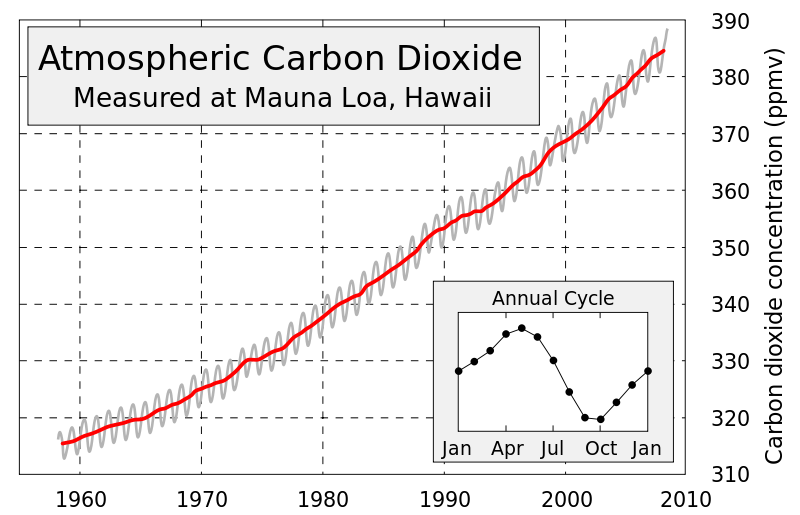 Atmospheric Carbon Dioxide
Measured at Mauna Loa, Hawaii
390
380
370
360
350
340
330
320
310
Carbon dioxide concentration (ppmv)
Annual Cycle
Jan Apr Jul Oct Jan
1960 1970 1980 1990 2000 2010